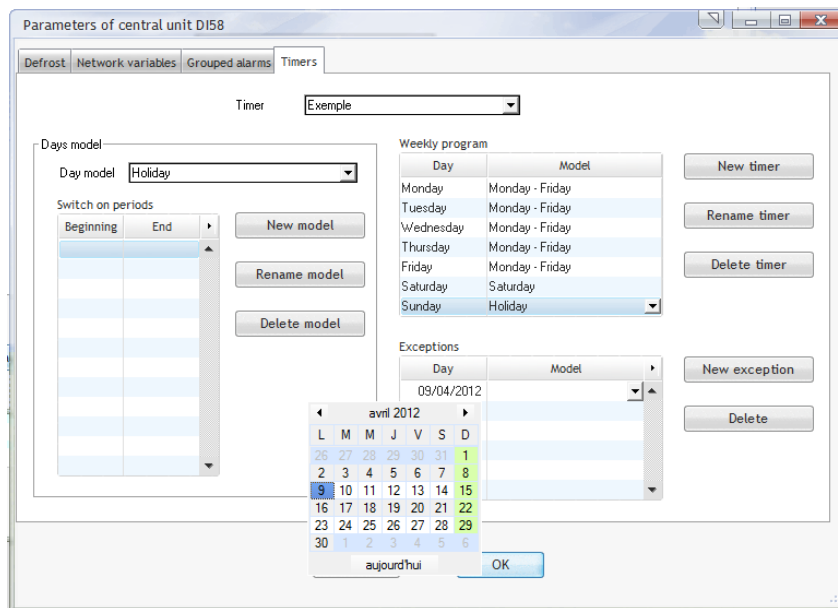 Parameters of central unit DI58
Defrost Network variables Grouped alarms Timers
Timer Exemple
Days model
Day model Holiday
Switch on periods
Beginning End
New model
Rename model
Delete model
Weekly program
Day Model
Monday Monday - Friday
Tuesday Monday - Friday
Wednesday Monday - Friday
Thursday Monday - Friday
Friday Monday - Friday
Saturday Saturday
Sunday Holiday
New timer
Rename timer
Delete timer
Exceptions
Day Model
09/04/2012
New exception
Delete
avril 2012
L M M J V S D
26 27 28 29 30 31 1
2 3 4 5 6 7 8
9 10 11 12 13 14 15
16 17 18 19 20 21 22
23 24 25 26 27 28 29
30 1 2 3 4 5 6
aujourd'hui
OK